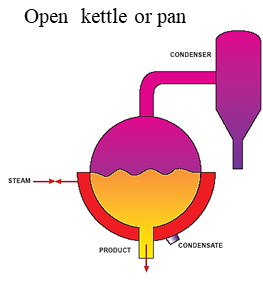 Open kettle or pan
CONDENSER
STEAM
PRODUCT
CONDENSATE